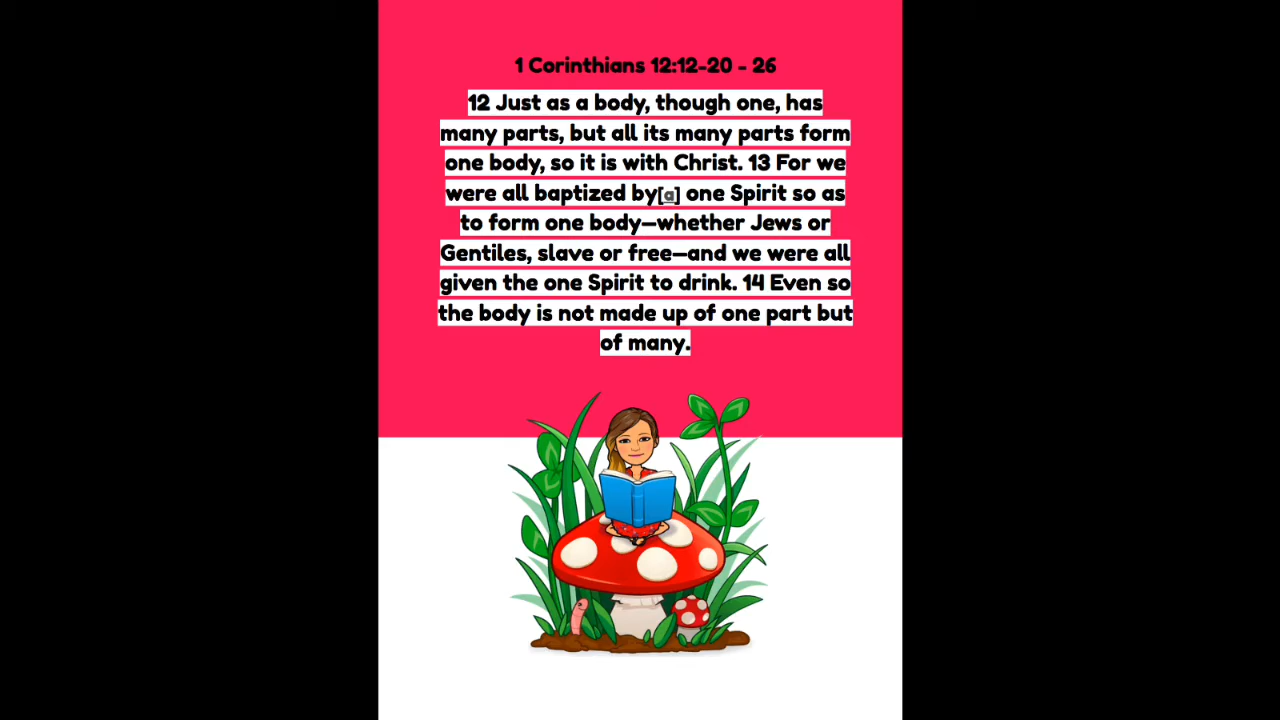 1 Corinthians 12:12-20 - 26
12 Just as a body, though one, has
many parts, but all its many parts form
one body, so it is with Christ. 13 For we
were all baptized by[a] one Spirit so as
to form one body—whether Jews or
Gentiles, slave or free—and we were all
given the one Spirit to drink. 14 Even so
the body is not made up of one part but
of many.